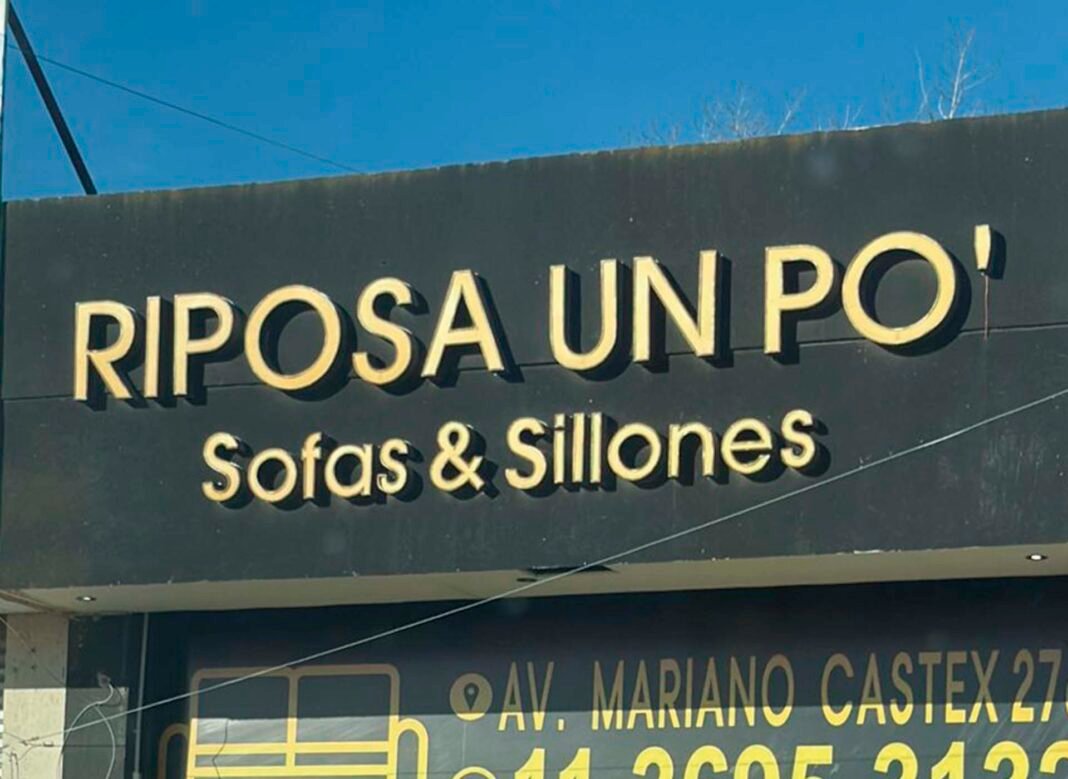 RIPOSA UN PO'
Sofas & Sillones
AV. MARIANO CASTEX